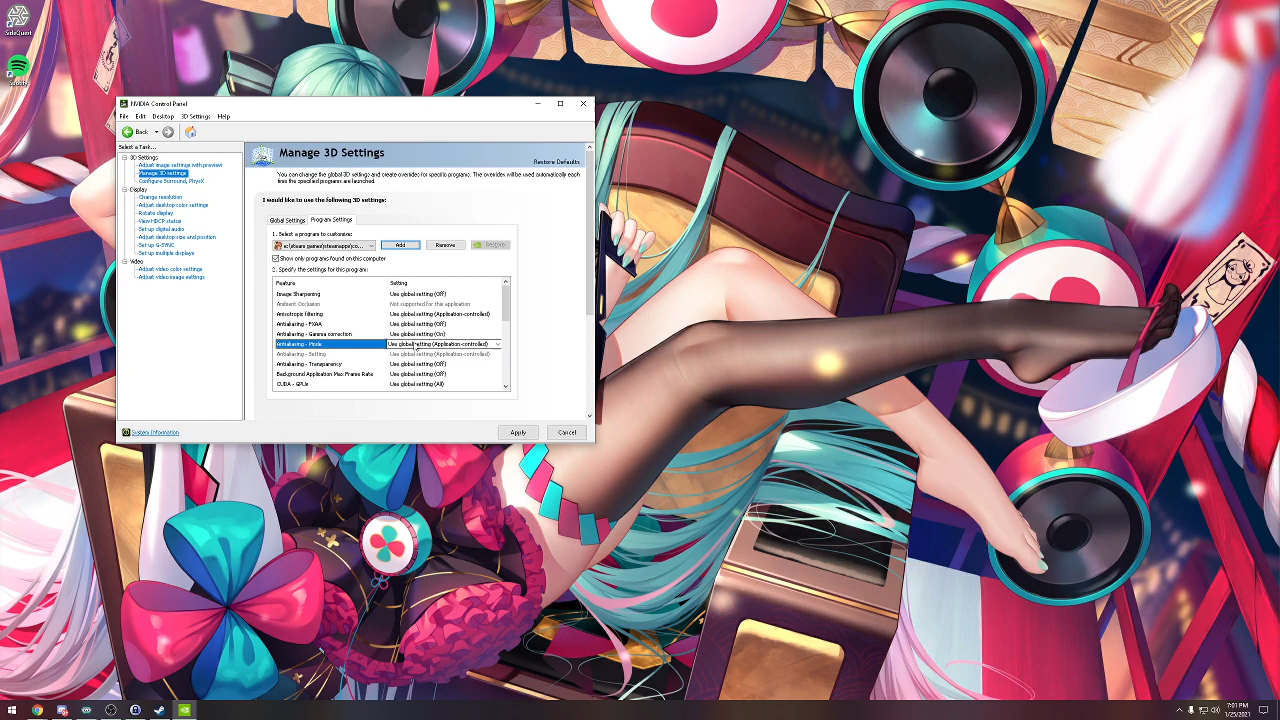 SideQuest
Spotify
NVIDIA Control Panel
File Edit Desktop 3D Settings Help
Back
Select a Task...
3D Settings
Adjust image settings with preview
Manage 3D settings
Configure Surround, PhysX
Display
Change resolution
Adjust desktop color settings
Rotate display
View HDCP status
Set up digital audio
Adjust desktop size and position
Set up G-SYNC
Set up multiple displays
Video
Adjust video color settings
Adjust video image settings
System Information
Manage 3D Settings
Restore Defaults
You can change the global 3D settings and create overrides for specific programs. The overrides will be used automatically each
time the specified programs are launched.
I would like to use the following 3D settings:
Global Settings Program Settings
1. Select a program to customize:
Add Remove Restore
Show only programs found on this computer
2. Specify the settings for this program:
Feature Setting
Image Sharpening Use global setting (Off)
Ambient Occlusion Not supported for this application
Anisotropic filtering Use global setting (Application-controlled)
Antialiasing - FXAA Use global setting (Off)
Antialiasing - Gamma correction Use global setting (On)
Antialiasing - Mode Use global setting (Application-controlled)
Antialiasing - Setting Use global setting (Application-controlled)
Antialiasing - Transparency Use global setting (Off)
Background Application Max Frame Rate Use global setting (Off)
CUDA - GPUs Use global setting (All)
Apply Cancel
7:01 PM
1/25/2021